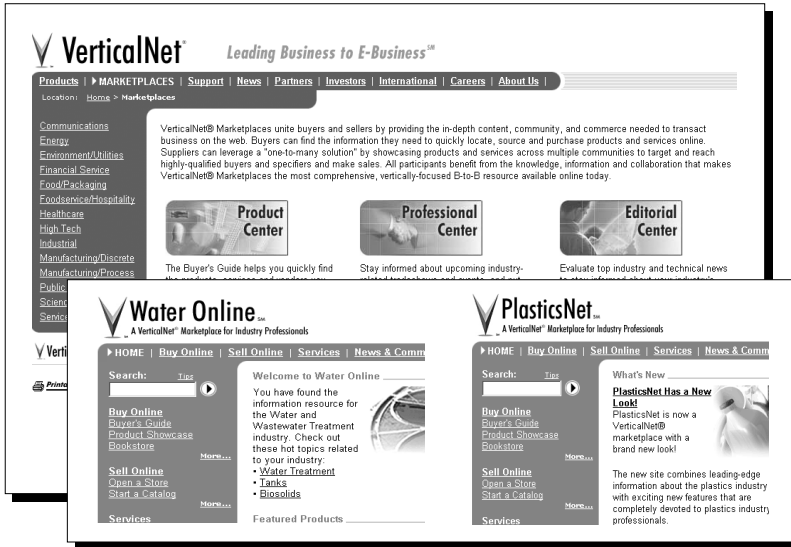 VerticalNet® Leading Business to E-Business℠
Products | ▶ MARKETPLACES | Support | News | Partners | Investors | International | Careers | About Us |
Location: Home > Marketplaces
Communications
Energy
Environment/Utilities
Financial Service
Food/Packaging
Foodservice/Hospitality
Healthcare
High Tech
Industrial
Manufacturing/Discrete
Manufacturing/Process
Public
Scienc
Service
Verti
Printa
VerticalNet® Marketplaces unite buyers and sellers by providing the in-depth content, community, and commerce needed to transact
business on the web. Buyers can find the information they need to quickly locate, source and purchase products and services online.
Suppliers can leverage a "one-to-many solution" by showcasing products and services across multiple communities to target and reach
highly-qualified buyers and specifiers and make sales. All participants benefit from the knowledge, information and collaboration that makes
VerticalNet® Marketplaces the most comprehensive, vertically-focused B-to-B resource available online today.
Product
Center
The Buyer's Guide helps you quickly find
Professional
Center
Stay informed about upcoming industry-
Editorial
Center
Evaluate top industry and technical news
Water Online℠
A VerticalNet® Marketplace for Industry Professionals
▶ HOME | Buy Online | Sell Online | Services | News & Comm
Search: Tips
Buy Online
Buyer's Guide
Product Showcase
Bookstore
More...
Sell Online
Open a Store
Start a Catalog
More...
Services
Welcome to Water Online
You have found the
information resource for
the Water and
Wastewater Treatment
industry. Check out
these hot topics related
to your industry:
• Water Treatment
• Tanks
• Biosolids
Featured Products
PlasticsNet℠
A VerticalNet® Marketplace for Industry Professionals
▶ HOME | Buy Online | Sell Online | Services | News & Comm
Search: Tips
Buy Online
Buyer's Guide
Product Showcase
Bookstore
More...
Sell Online
Open a Store
Start a Catalog
More...
Services
What's New
PlasticsNet Has a New
Look!
PlasticsNet is now a
VerticalNet®
marketplace with a
brand new look!
The new site combines leading-edge
information about the plastics industry
with exciting new features that are
completely devoted to plastics industry
professionals.